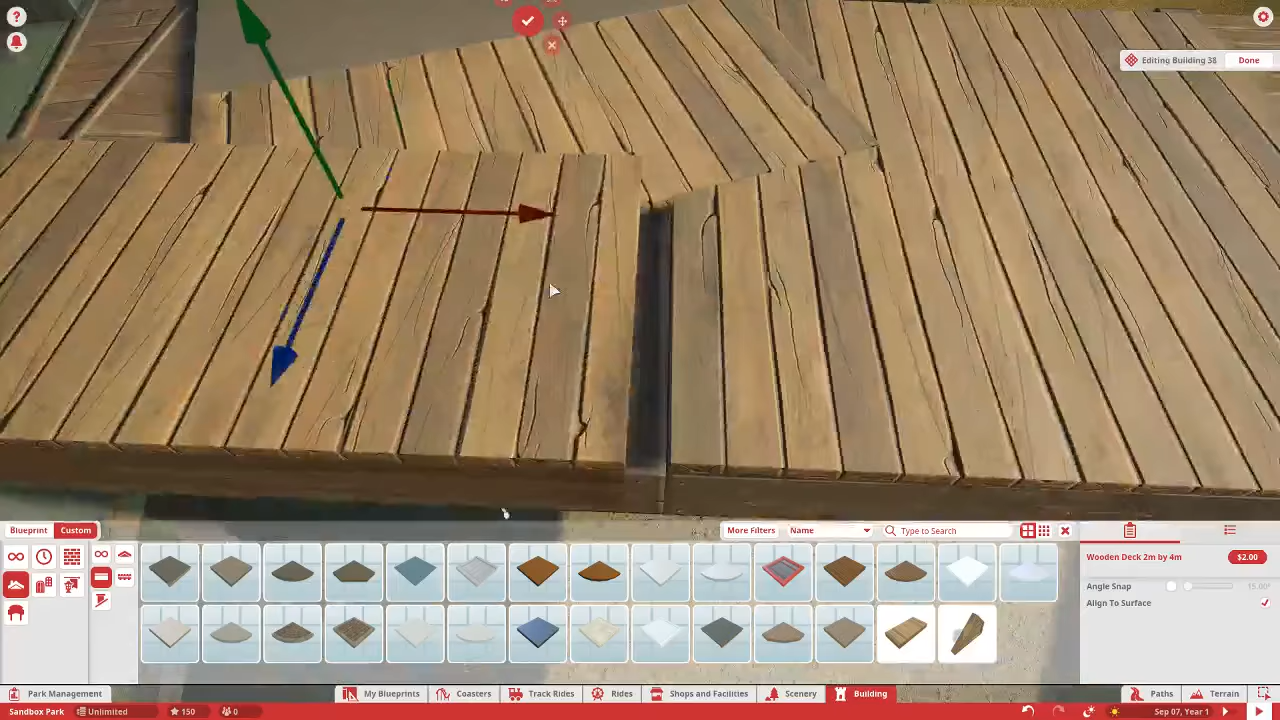 ?
Editing Building 38 Done
Blueprint Custom
More Filters Name Type to Search
Wooden Deck 2m by 4m $2.00
Angle Snap 15.00°
Align To Surface
Park Management My Blueprints Coasters Track Rides Rides Shops and Facilities Scenery Building Paths Terrain
Sandbox Park Unlimited 150 0 Sep 07, Year 1